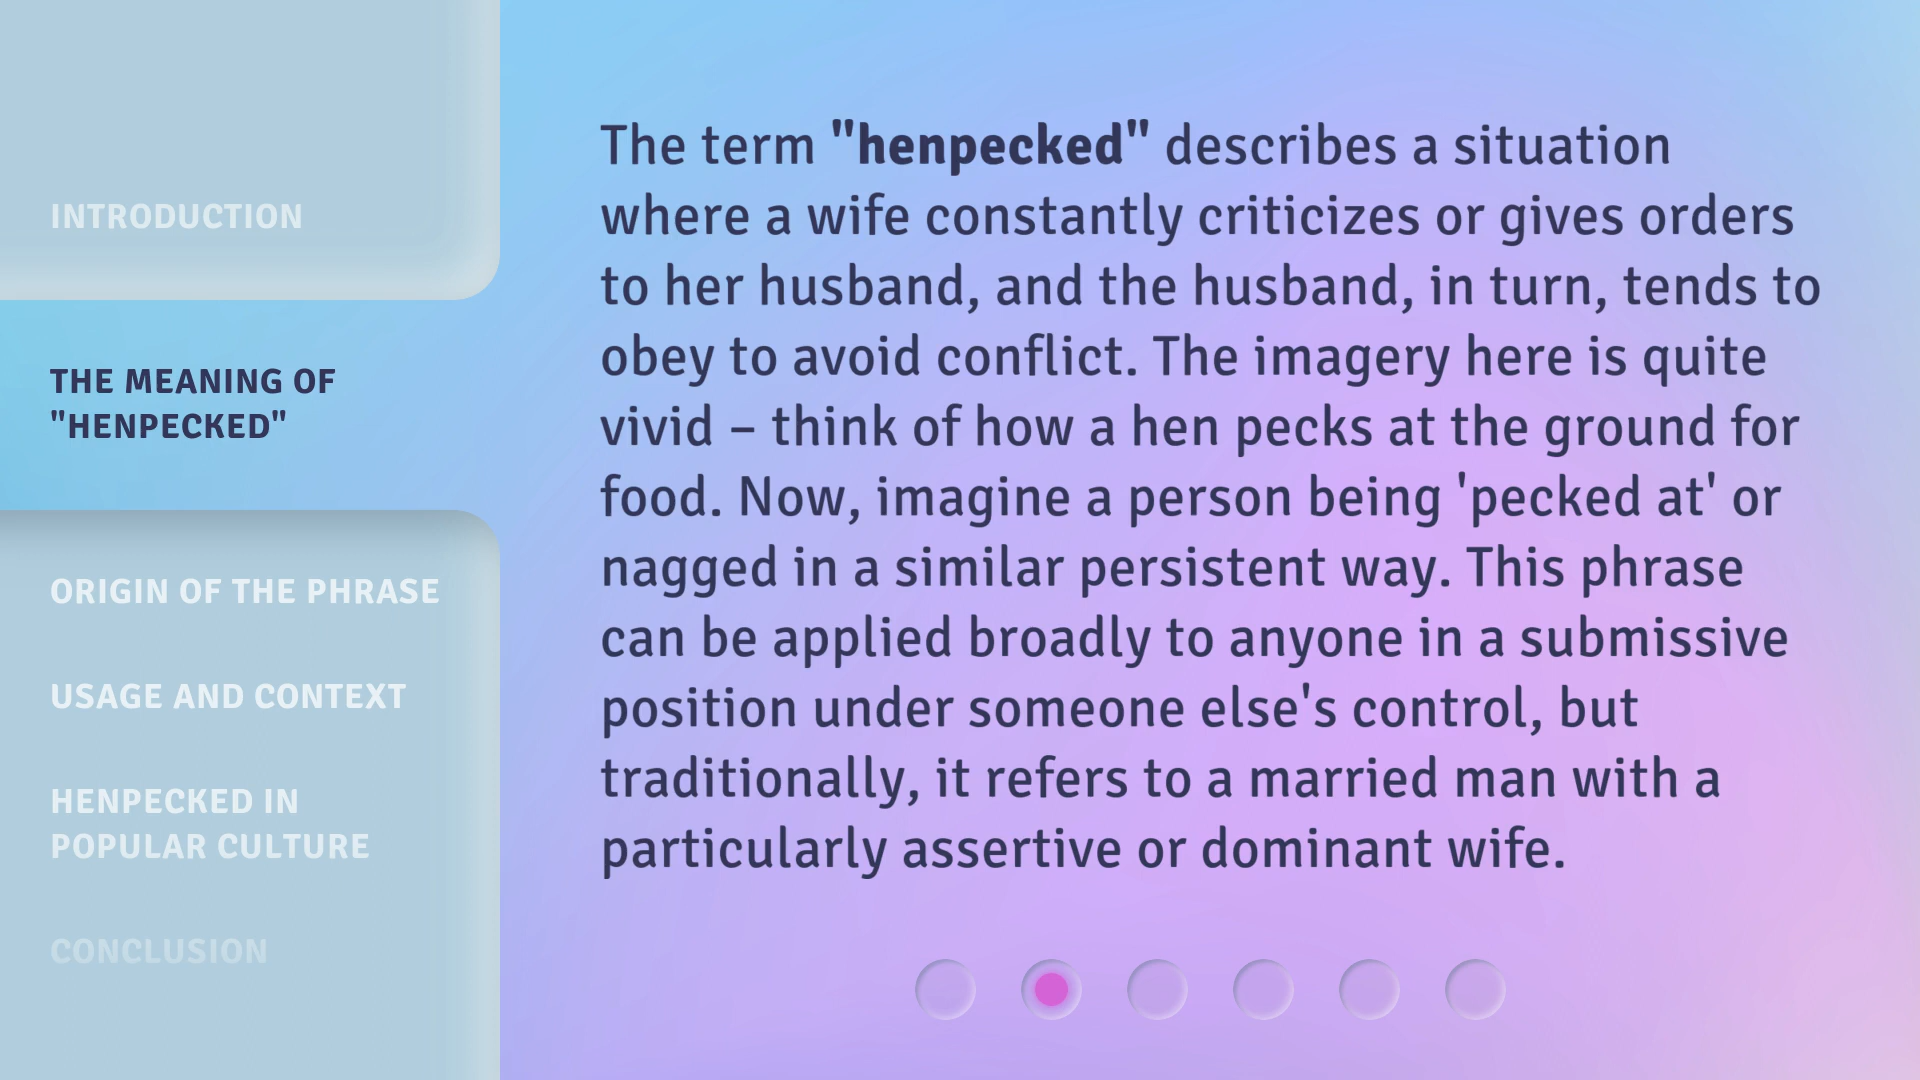 INTRODUCTION
THE MEANING OF
"HENPECKED"
ORIGIN OF THE PHRASE
USAGE AND CONTEXT
HENPECKED IN
POPULAR CULTURE
CONCLUSION
The term "henpecked" describes a situation
where a wife constantly criticizes or gives orders
to her husband, and the husband, in turn, tends to
obey to avoid conflict. The imagery here is quite
vivid – think of how a hen pecks at the ground for
food. Now, imagine a person being 'pecked at' or
nagged in a similar persistent way. This phrase
can be applied broadly to anyone in a submissive
position under someone else's control, but
traditionally, it refers to a married man with a
particularly assertive or dominant wife.